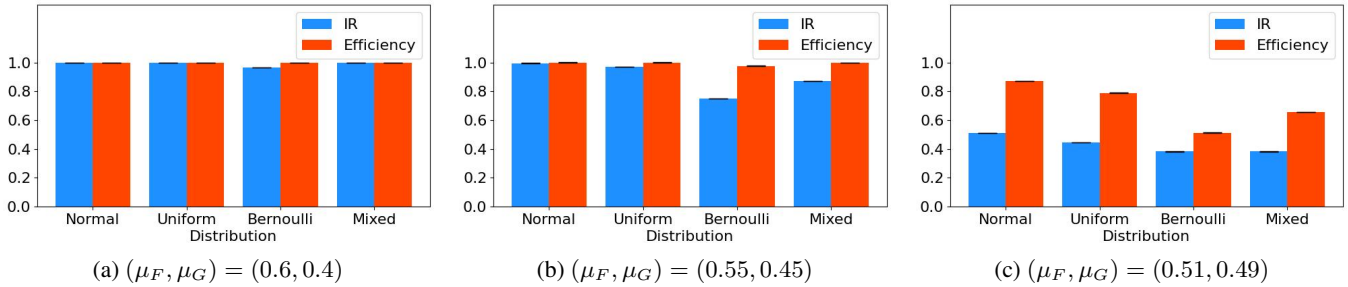 IR
Efficiency
1.0
0.8
0.6
0.4
0.2
0.0
Normal Uniform Bernoulli Mixed
Distribution
(a) (μ_F, μ_G) = (0.6, 0.4)
IR
Efficiency
1.0
0.8
0.6
0.4
0.2
0.0
Normal Uniform Bernoulli Mixed
Distribution
(b) (μ_F, μ_G) = (0.55, 0.45)
IR
Efficiency
1.0
0.8
0.6
0.4
0.2
0.0
Normal Uniform Bernoulli Mixed
Distribution
(c) (μ_F, μ_G) = (0.51, 0.49)